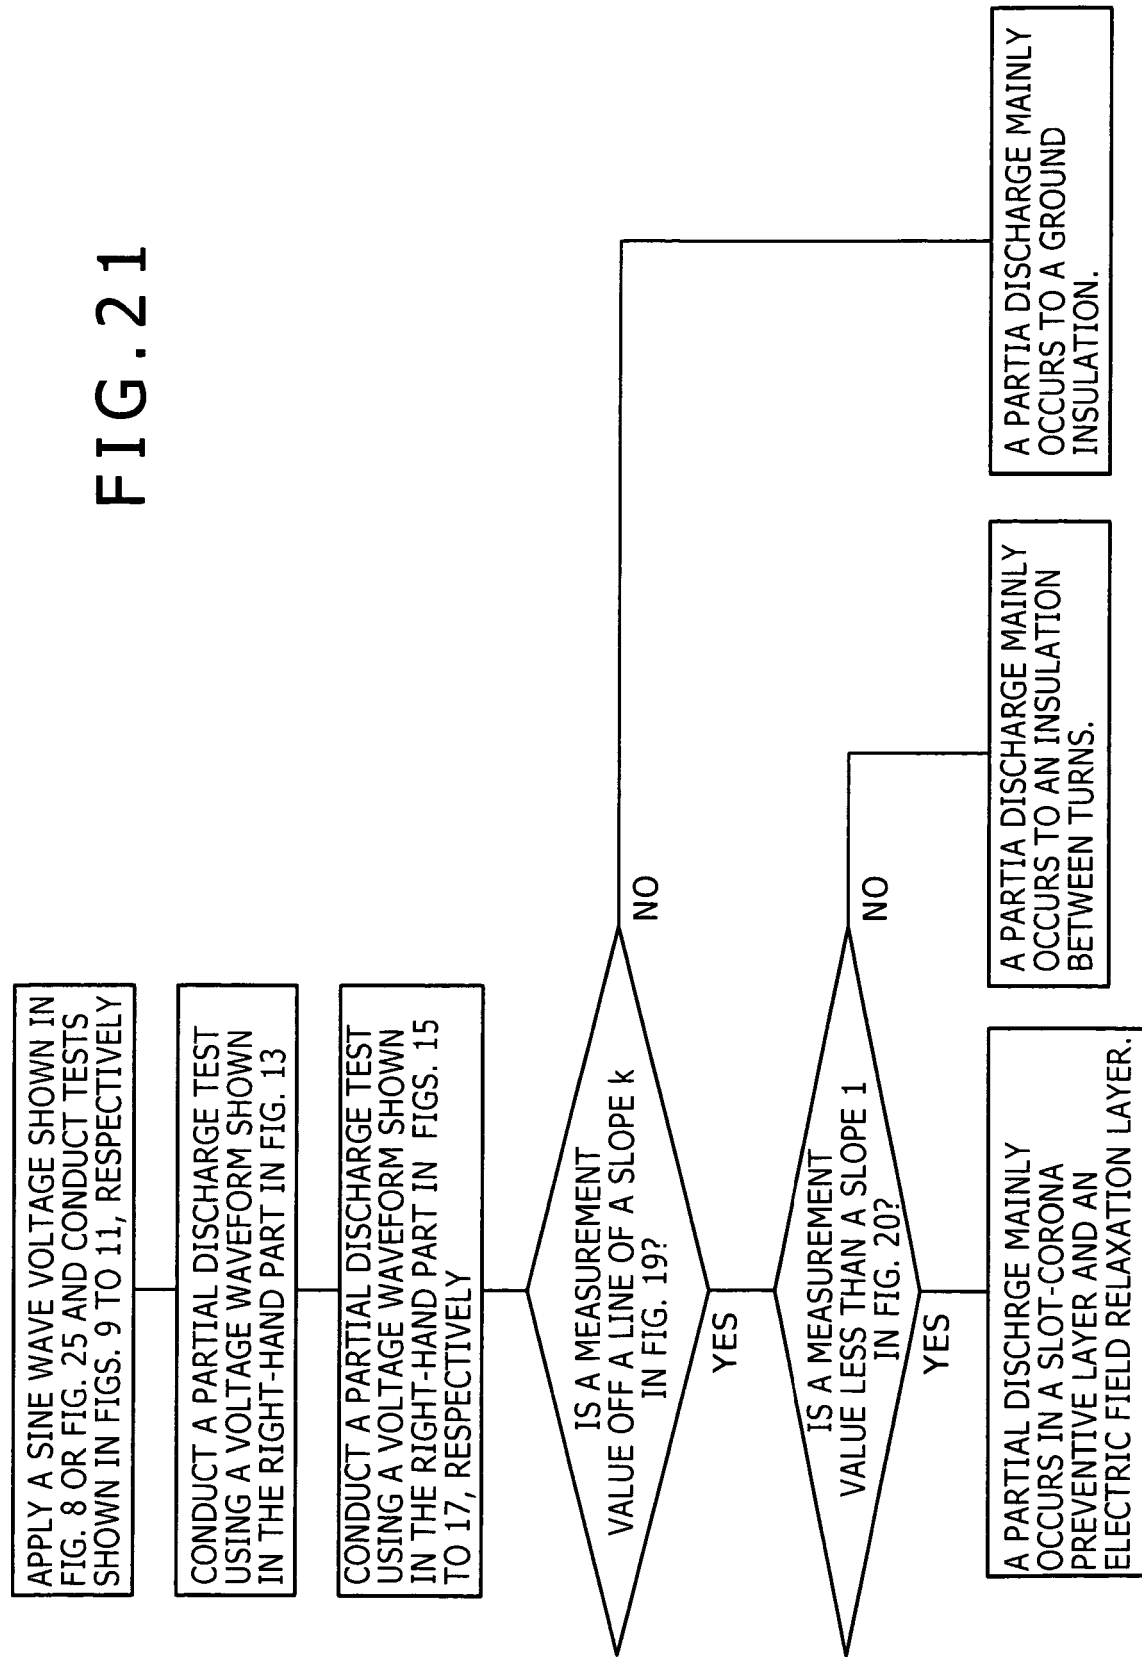 FIG.21
APPLY A SINE WAVE VOLTAGE SHOWN IN
FIG. 8 OR FIG. 25 AND CONDUCT TESTS
SHOWN IN FIGS. 9 TO 11, RESPECTIVELY
CONDUCT A PARTIAL DISCHARGE TEST
USING A VOLTAGE WAVEFORM SHOWN
IN THE RIGHT-HAND PART IN FIG. 13
CONDUCT A PARTIAL DISCHARGE TEST
USING A VOLTAGE WAVEFORM SHOWN
IN THE RIGHT-HAND PART IN FIGS. 15
TO 17, RESPECTIVELY
IS A MEASUREMENT
VALUE OFF A LINE OF A SLOPE k
IN FIG. 19?
NO
YES
IS A MEASUREMENT
VALUE LESS THAN A SLOPE 1
IN FIG. 20?
NO
YES
A PARTIAL DISCHRGE MAINLY
OCCURS IN A SLOT-CORONA
PREVENTIVE LAYER AND AN
ELECTRIC FIELD RELAXATION LAYER.
A PARTIA DISCHARGE MAINLY
OCCURS TO AN INSULATION
BETWEEN TURNS.
A PARTIA DISCHARGE MAINLY
OCCURS TO A GROUND
INSULATION.